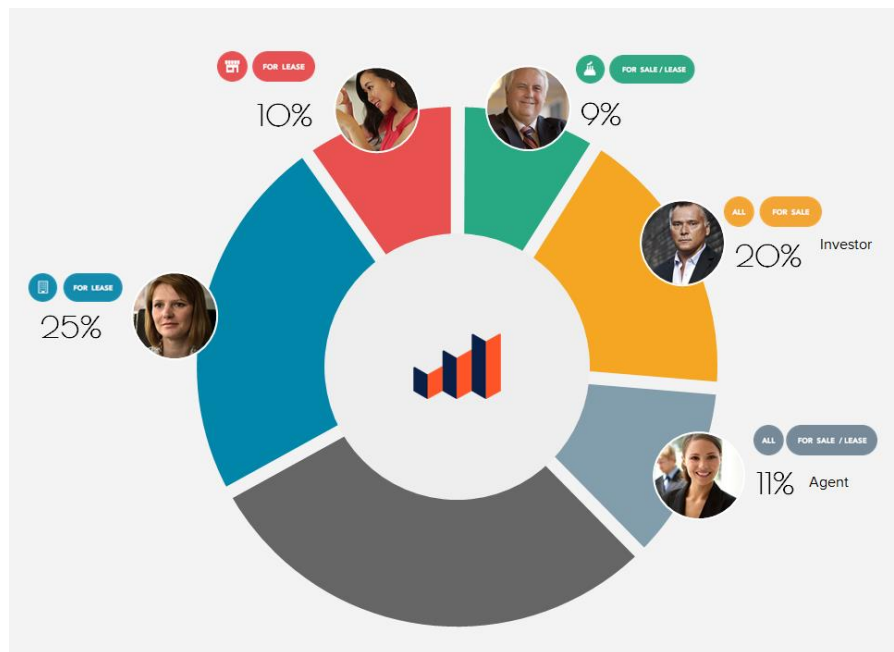 FOR LEASE
10%
FOR SALE / LEASE
9%
ALL FOR SALE
20% Investor
FOR LEASE
25%
ALL FOR SALE / LEASE
11% Agent